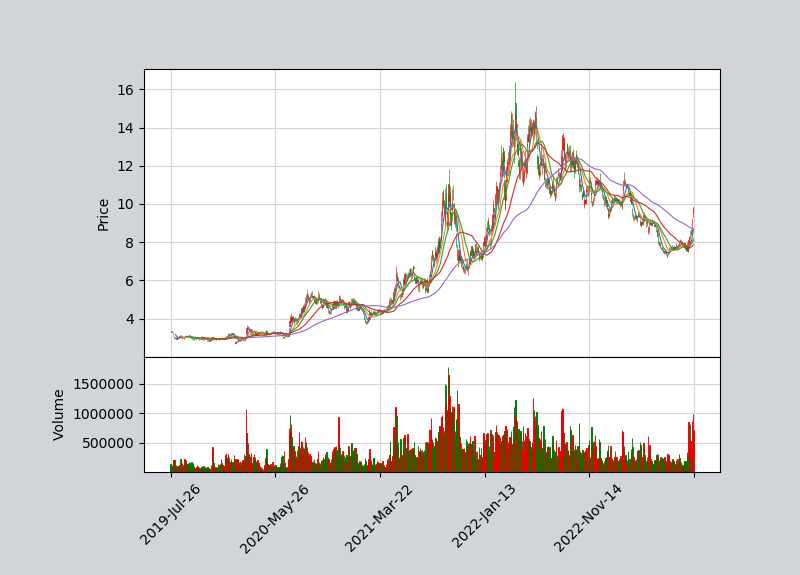 16
14
12
10
8
6
4
Price
1500000
1000000
500000
Volume
2019-Jul-26
2020-May-26
2021-Mar-22
2022-Jan-13
2022-Nov-14